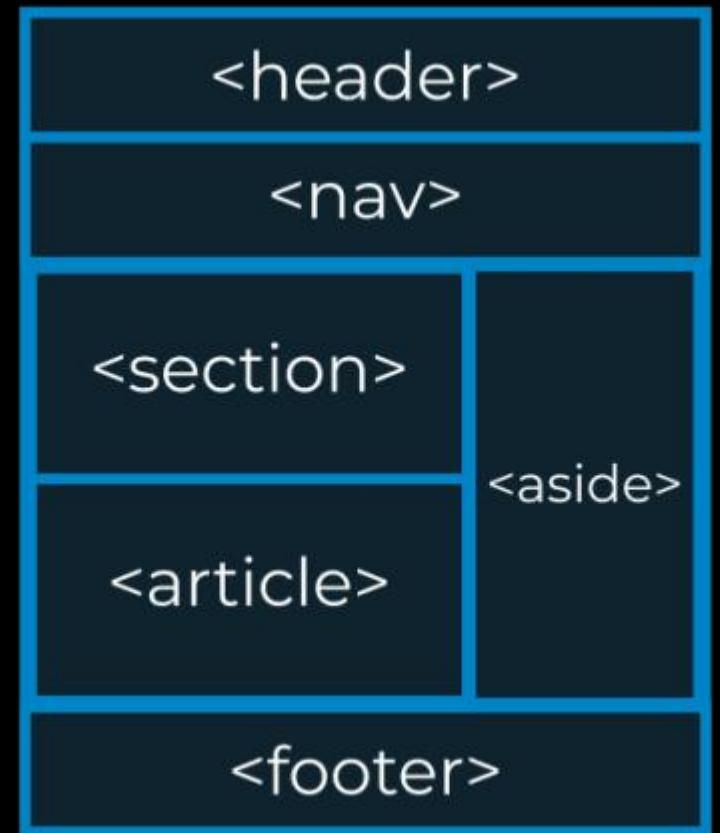 <header>
<nav>
<section>
<article>
<aside>
<footer>